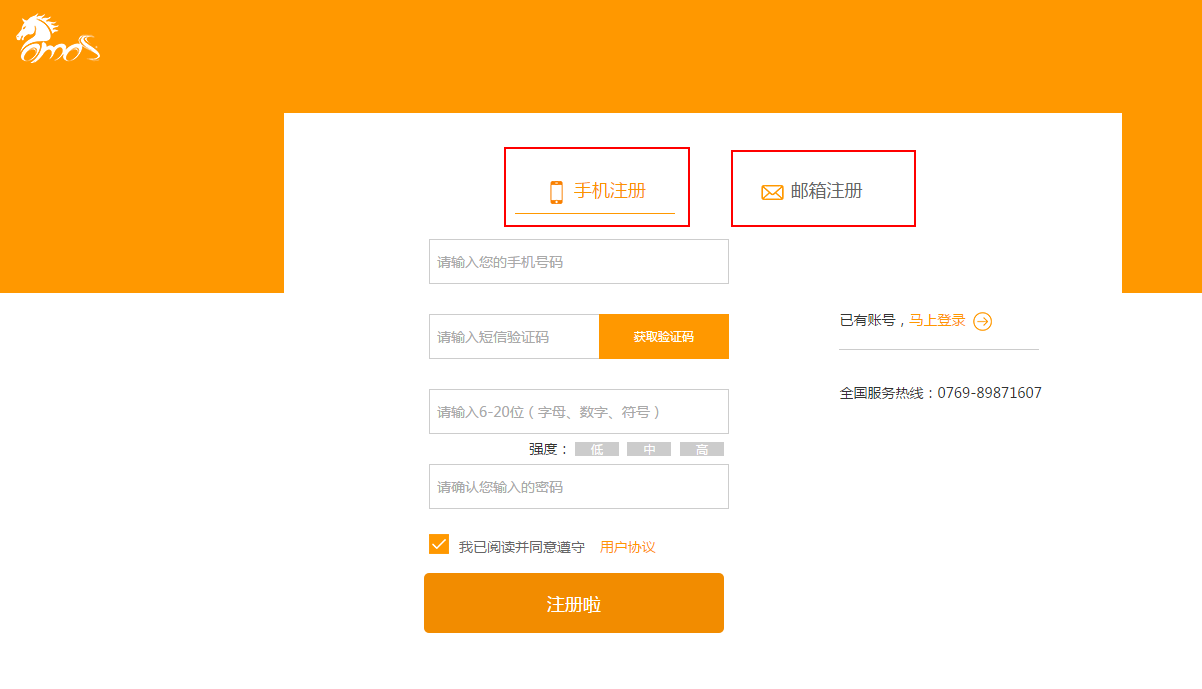 omos
手机注册
邮箱注册
请输入您的手机号码
请输入短信验证码
获取验证码
已有账号，马上登录
全国服务热线：0769-89871607
请输入6-20位（字母、数字、符号）
强度： 低 中 高
请确认您输入的密码
我已阅读并同意遵守 用户协议
注册啦